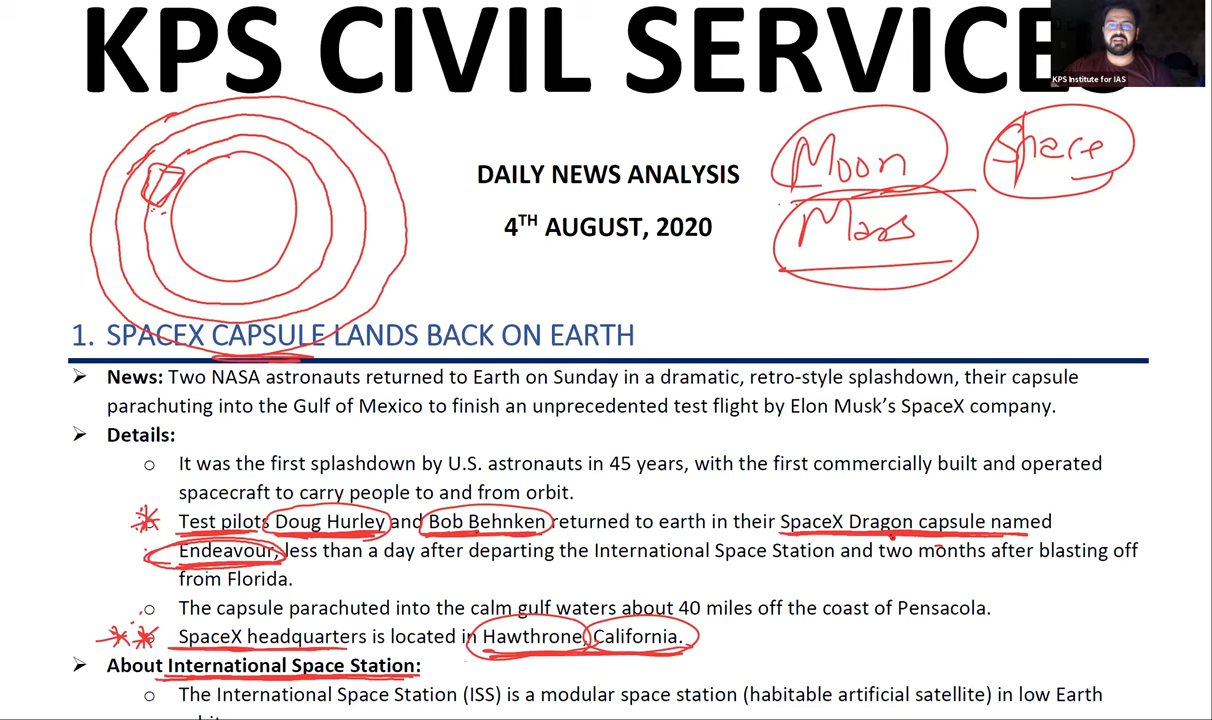 KPS CIVIL SERVICE
KPS Institute for IAS
Moon
Space
Mars
DAILY NEWS ANALYSIS
4TH AUGUST, 2020
1. SPACEX CAPSULE LANDS BACK ON EARTH
➢ News: Two NASA astronauts returned to Earth on Sunday in a dramatic, retro-style splashdown, their capsule
parachuting into the Gulf of Mexico to finish an unprecedented test flight by Elon Musk’s SpaceX company.
➢ Details:
o It was the first splashdown by U.S. astronauts in 45 years, with the first commercially built and operated
spacecraft to carry people to and from orbit.
Test pilots Doug Hurley and Bob Behnken returned to earth in their SpaceX Dragon capsule named
Endeavour, less than a day after departing the International Space Station and two months after blasting off
from Florida.
o The capsule parachuted into the calm gulf waters about 40 miles off the coast of Pensacola.
SpaceX headquarters is located in Hawthrone, California.
➢ About International Space Station:
o The International Space Station (ISS) is a modular space station (habitable artificial satellite) in low Earth